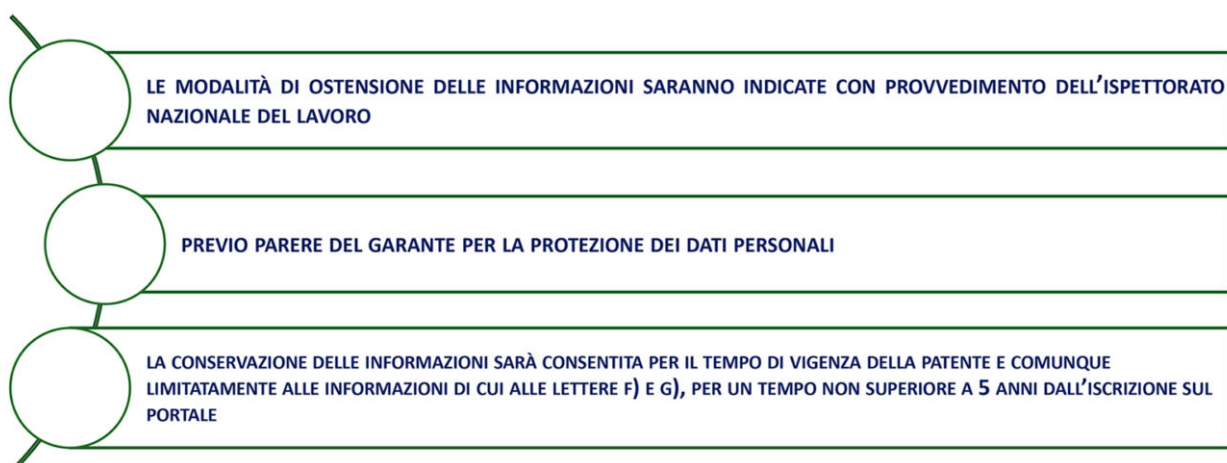 LE MODALITÀ DI OSTENSIONE DELLE INFORMAZIONI SARANNO INDICATE CON PROVVEDIMENTO DELL'ISPETTORATO
NAZIONALE DEL LAVORO
PREVIO PARERE DEL GARANTE PER LA PROTEZIONE DEI DATI PERSONALI
LA CONSERVAZIONE DELLE INFORMAZIONI SARÀ CONSENTITA PER IL TEMPO DI VIGENZA DELLA PATENTE E COMUNQUE
LIMITATAMENTE ALLE INFORMAZIONI DI CUI ALLE LETTERE F) E G), PER UN TEMPO NON SUPERIORE A 5 ANNI DALL'ISCRIZIONE SUL
PORTALE